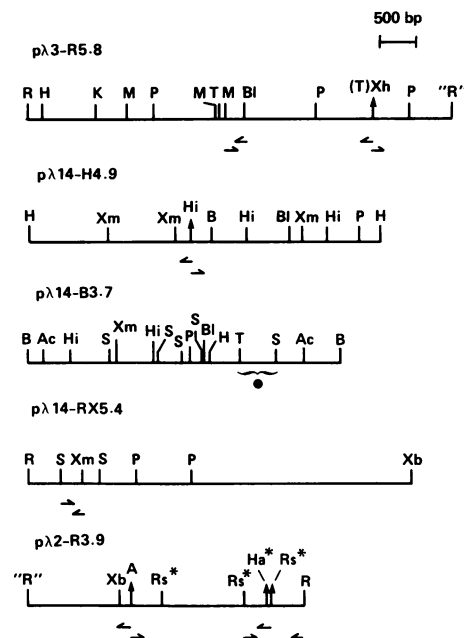 500 bp
pλ3-R5.8
R H K M P M T M Bl P (T)Xh P "R"
pλ14-H4.9
H Xm Xm Hi B Hi Bl Xm Hi P H
pλ14-B3.7
B Ac Hi S Xm Hi S S Pl S Bl H T S Ac B
pλ14-RX5.4
R S Xm S P P Xb
pλ2-R3.9
"R" Xb A Rs* Rs* Ha* Rs* R